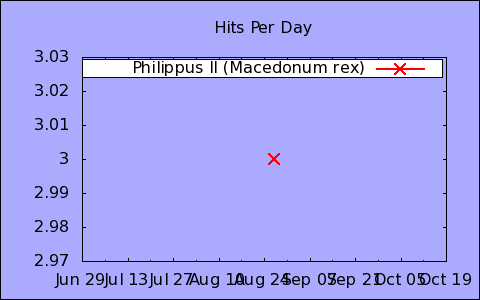 Hits Per Day
3.03
Philippus II (Macedonum rex)
3.02
3.01
3
2.99
2.98
2.97
Jun 29 Jul 13 Jul 27 Aug 10 Aug 24 Sep 07 Sep 21 Oct 05 Oct 19